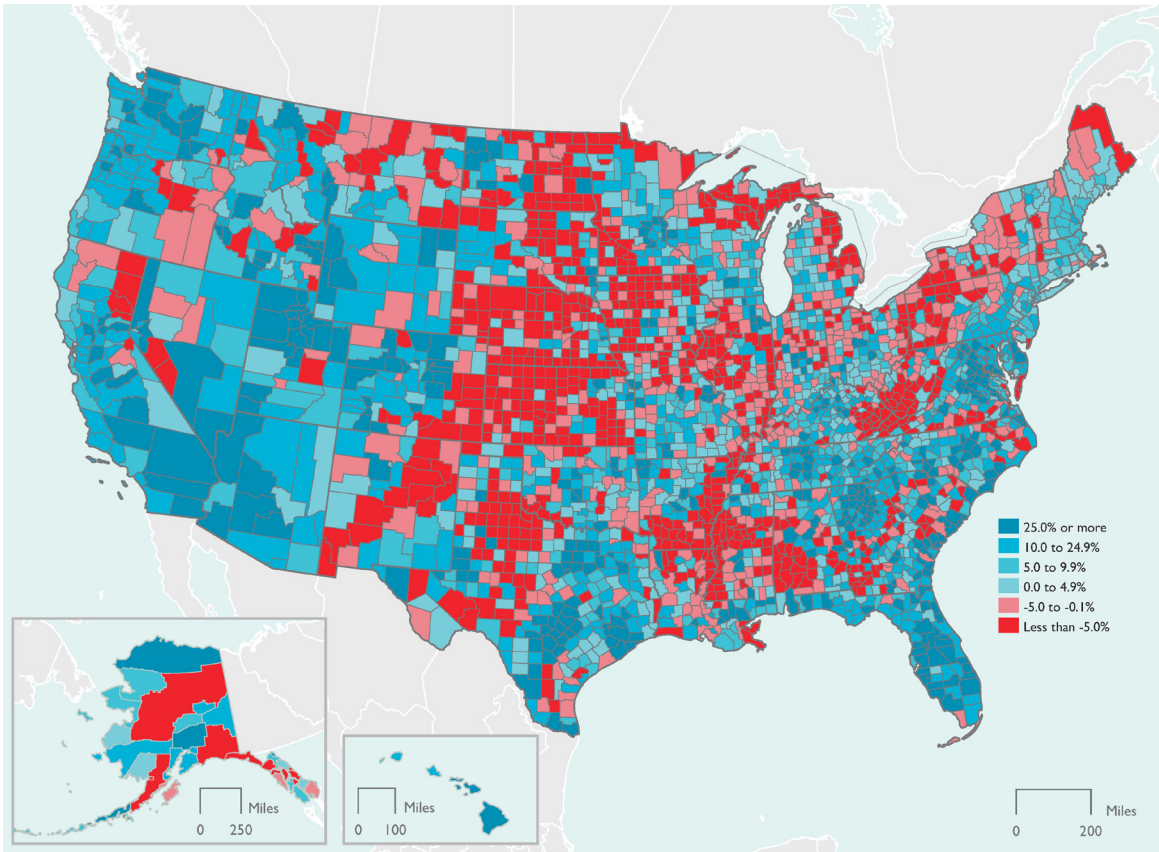 25.0% or more
10.0 to 24.9%
5.0 to 9.9%
0.0 to 4.9%
-5.0 to -0.1%
Less than -5.0%
Miles
0 250
Miles
0 100
Miles
0 200